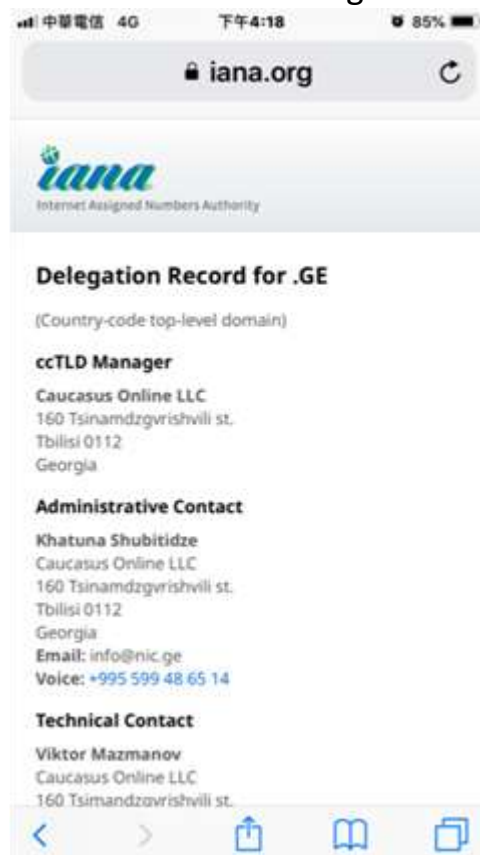 中華電信 4G 下午4:18 85%
iana.org
iana
Internet Assigned Numbers Authority
Delegation Record for .GE
(Country-code top-level domain)
ccTLD Manager
Caucasus Online LLC
160 Tsinamdzgvrishvili st.
Tbilisi 0112
Georgia
Administrative Contact
Khatuna Shubitidze
Caucasus Online LLC
160 Tsinamdzgvrishvili st.
Tbilisi 0112
Georgia
Email: info@nic.ge
Voice: +995 599 48 65 14
Technical Contact
Viktor Mazmanov
Caucasus Online LLC
160 Tsimandzgvrishvili st.